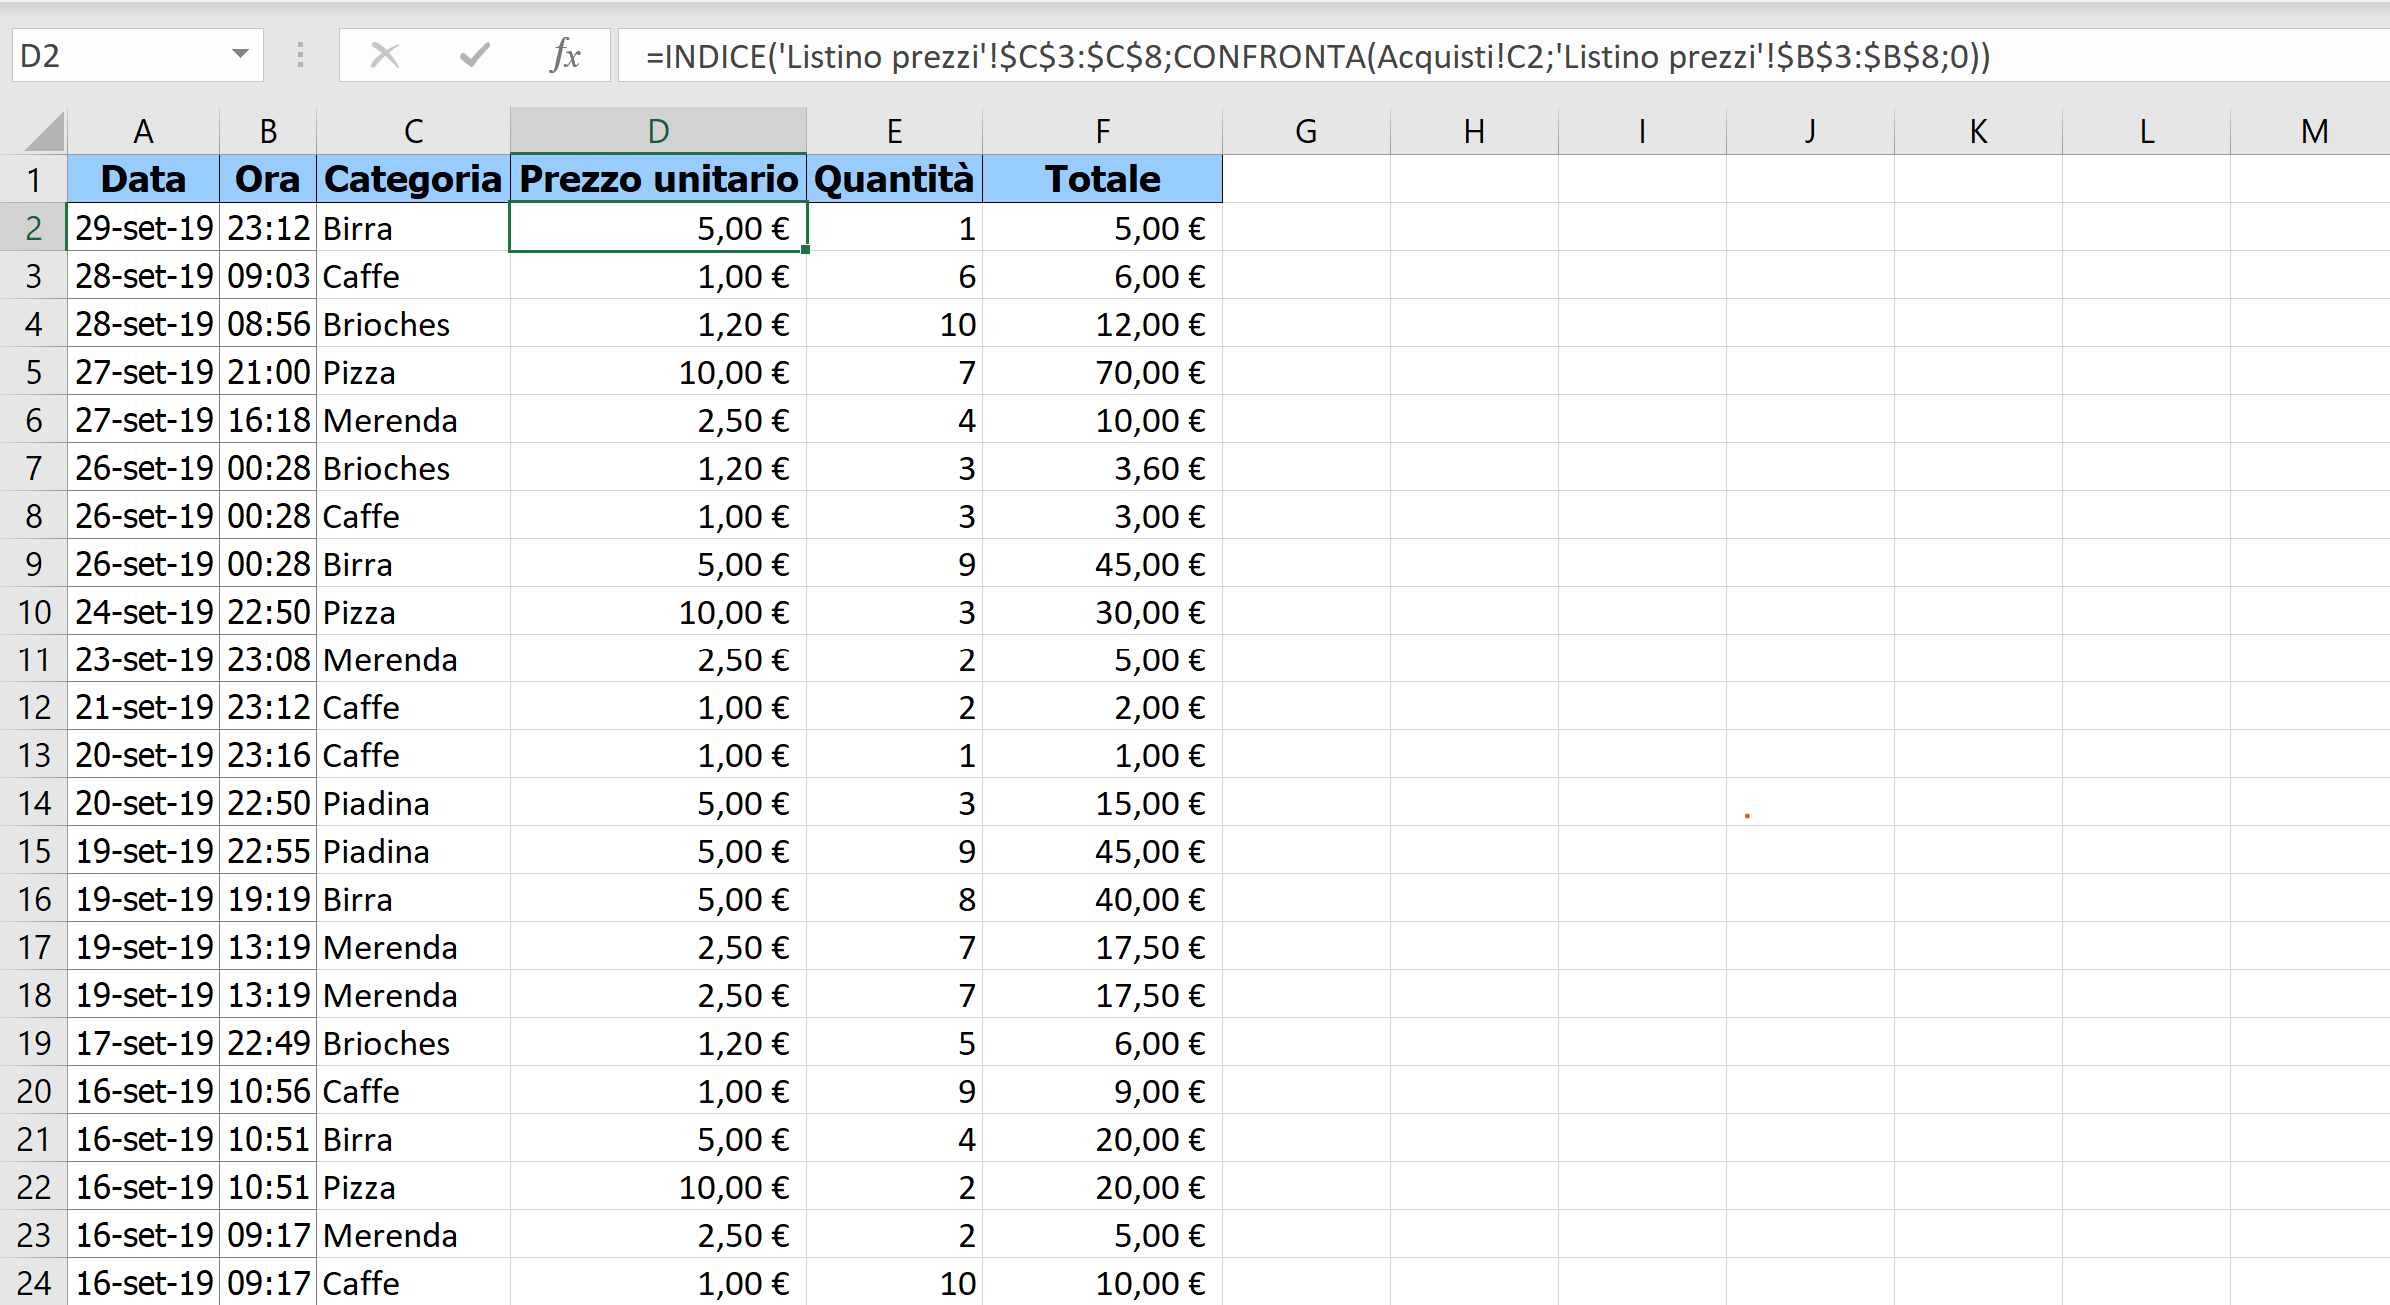 D2 fx =INDICE('Listino prezzi'!$C$3:$C$8;CONFRONTA(Acquisti!C2;'Listino prezzi'!$B$3:$B$8;0))
A B C D E F G H I J K L M
1 Data Ora Categoria Prezzo unitario Quantità Totale
2 29-set-19 23:12 Birra 5,00 € 1 5,00 €
3 28-set-19 09:03 Caffe 1,00 € 6 6,00 €
4 28-set-19 08:56 Brioches 1,20 € 10 12,00 €
5 27-set-19 21:00 Pizza 10,00 € 7 70,00 €
6 27-set-19 16:18 Merenda 2,50 € 4 10,00 €
7 26-set-19 00:28 Brioches 1,20 € 3 3,60 €
8 26-set-19 00:28 Caffe 1,00 € 3 3,00 €
9 26-set-19 00:28 Birra 5,00 € 9 45,00 €
10 24-set-19 22:50 Pizza 10,00 € 3 30,00 €
11 23-set-19 23:08 Merenda 2,50 € 2 5,00 €
12 21-set-19 23:12 Caffe 1,00 € 2 2,00 €
13 20-set-19 23:16 Caffe 1,00 € 1 1,00 €
14 20-set-19 22:50 Piadina 5,00 € 3 15,00 €
15 19-set-19 22:55 Piadina 5,00 € 9 45,00 €
16 19-set-19 19:19 Birra 5,00 € 8 40,00 €
17 19-set-19 13:19 Merenda 2,50 € 7 17,50 €
18 19-set-19 13:19 Merenda 2,50 € 7 17,50 €
19 17-set-19 22:49 Brioches 1,20 € 5 6,00 €
20 16-set-19 10:56 Caffe 1,00 € 9 9,00 €
21 16-set-19 10:51 Birra 5,00 € 4 20,00 €
22 16-set-19 10:51 Pizza 10,00 € 2 20,00 €
23 16-set-19 09:17 Merenda 2,50 € 2 5,00 €
24 16-set-19 09:17 Caffe 1,00 € 10 10,00 €